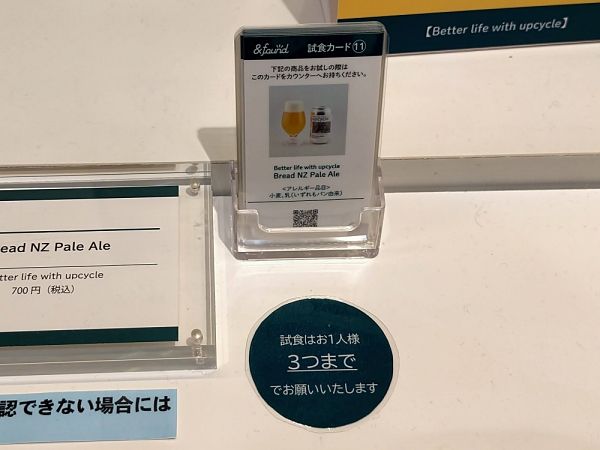 【Better life with upcycle】
&found 試食カード⑪
下記の商品をお試しの際は
このカードをカウンターへお持ちください。
Better life with upcycle
Bread NZ Pale Ale
<アレルギー品目>
小麦、乳(いずれもパン由来)
ead NZ Pale Ale
etter life with upcycle
700円（税込）
試食はお1人様
3つまで
でお願いいたします
認できない場合には